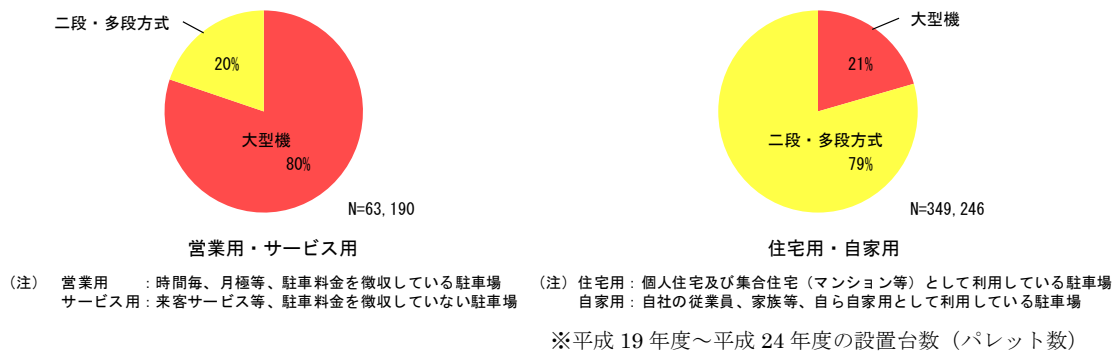 二段・多段方式
20%
大型機
80%
N=63,190
営業用・サービス用
(注) 営業用 :時間毎、月極等、駐車料金を徴収している駐車場
サービス用:来客サービス等、駐車料金を徴収していない駐車場
大型機
21%
二段・多段方式
79%
N=349,246
住宅用・自家用
(注)住宅用:個人住宅及び集合住宅(マンション等)として利用している駐車場
自家用:自社の従業員、家族等、自ら自家用として利用している駐車場
※平成 19 年度~平成 24 年度の設置台数(パレット数)